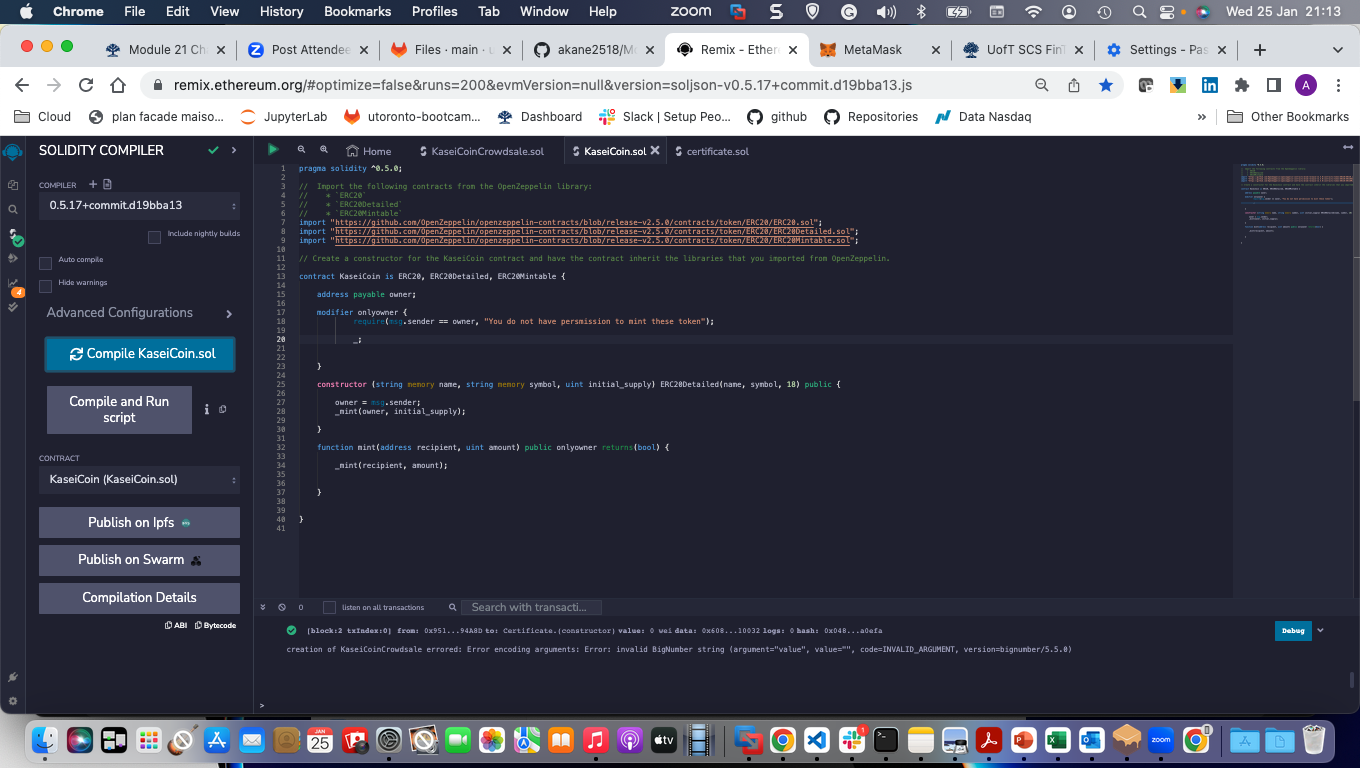 Chrome File Edit View History Bookmarks Profiles Tab Window Help zoom Wed 25 Jan 21:13
Module 21 Ch
Post Attendee
Files · main · u
akane2518/Mo
Remix - Ether
MetaMask
UofT SCS FinT
Settings - Pas
remix.ethereum.org/#optimize=false&runs=200&evmVersion=null&version=soljson-v0.5.17+commit.d19bba13.js
A
Cloud
plan facade maiso...
JupyterLab
utoronto-bootcam...
Dashboard
Slack | Setup Peo...
github
Repositories
Data Nasdaq
»
Other Bookmarks
SOLIDITY COMPILER
COMPILER
0.5.17+commit.d19bba13
Include nightly builds
Auto compile
Hide warnings
4
Advanced Configurations
Compile KaseiCoin.sol
Compile and Run
script
CONTRACT
KaseiCoin (KaseiCoin.sol)
Publish on Ipfs
Publish on Swarm
Compilation Details
ABI Bytecode
Home
KaseiCoinCrowdsale.sol
KaseiCoin.sol
certificate.sol
1 pragma solidity ^0.5.0;
2
3 //  Import the following contracts from the OpenZeppelin library:
4 //    * `ERC20`
5 //    * `ERC20Detailed`
6 //    * `ERC20Mintable`
7 import "https://github.com/OpenZeppelin/openzeppelin-contracts/blob/release-v2.5.0/contracts/token/ERC20/ERC20.sol";
8 import "https://github.com/OpenZeppelin/openzeppelin-contracts/blob/release-v2.5.0/contracts/token/ERC20/ERC20Detailed.sol";
9 import "https://github.com/OpenZeppelin/openzeppelin-contracts/blob/release-v2.5.0/contracts/token/ERC20/ERC20Mintable.sol";
10
11 // Create a constructor for the KaseiCoin contract and have the contract inherit the libraries that you imported from OpenZeppelin.
12
13 contract KaseiCoin is ERC20, ERC20Detailed, ERC20Mintable {
14
15 address payable owner;
16
17 modifier onlyowner {
18 require(msg.sender == owner, "You do not have persmission to mint these token");
19
20 _;
21
22
23 }
24
25 constructor (string memory name, string memory symbol, uint initial_supply) ERC20Detailed(name, symbol, 18) public {
26
27 owner = msg.sender;
28 _mint(owner, initial_supply);
29
30 }
31
32 function mint(address recipient, uint amount) public onlyowner returns(bool) {
33
34 _mint(recipient, amount);
35
36
37 }
38
39
40 }
41
0
listen on all transactions
Search with transacti...
[block:2 txIndex:0] from: 0x951...94A8D to: Certificate.(constructor) value: 0 wei data: 0x608...10032 logs: 0 hash: 0x048...a0efa
Debug
creation of KaseiCoinCrowdsale errored: Error encoding arguments: Error: invalid BigNumber string (argument="value", value="", code=INVALID_ARGUMENT, version=bignumber/5.5.0)
>
JAN
25
tv
1
zoom